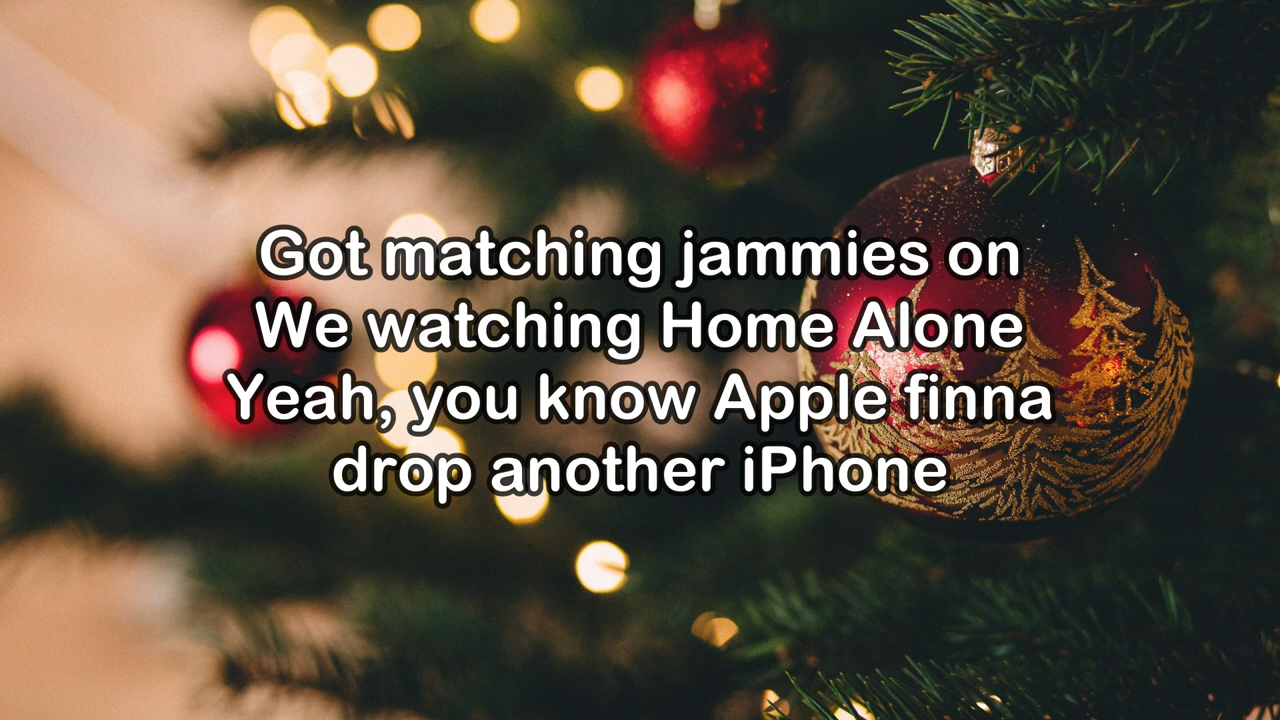 Got matching jammies on
We watching Home Alone
Yeah, you know Apple finna
drop another iPhone